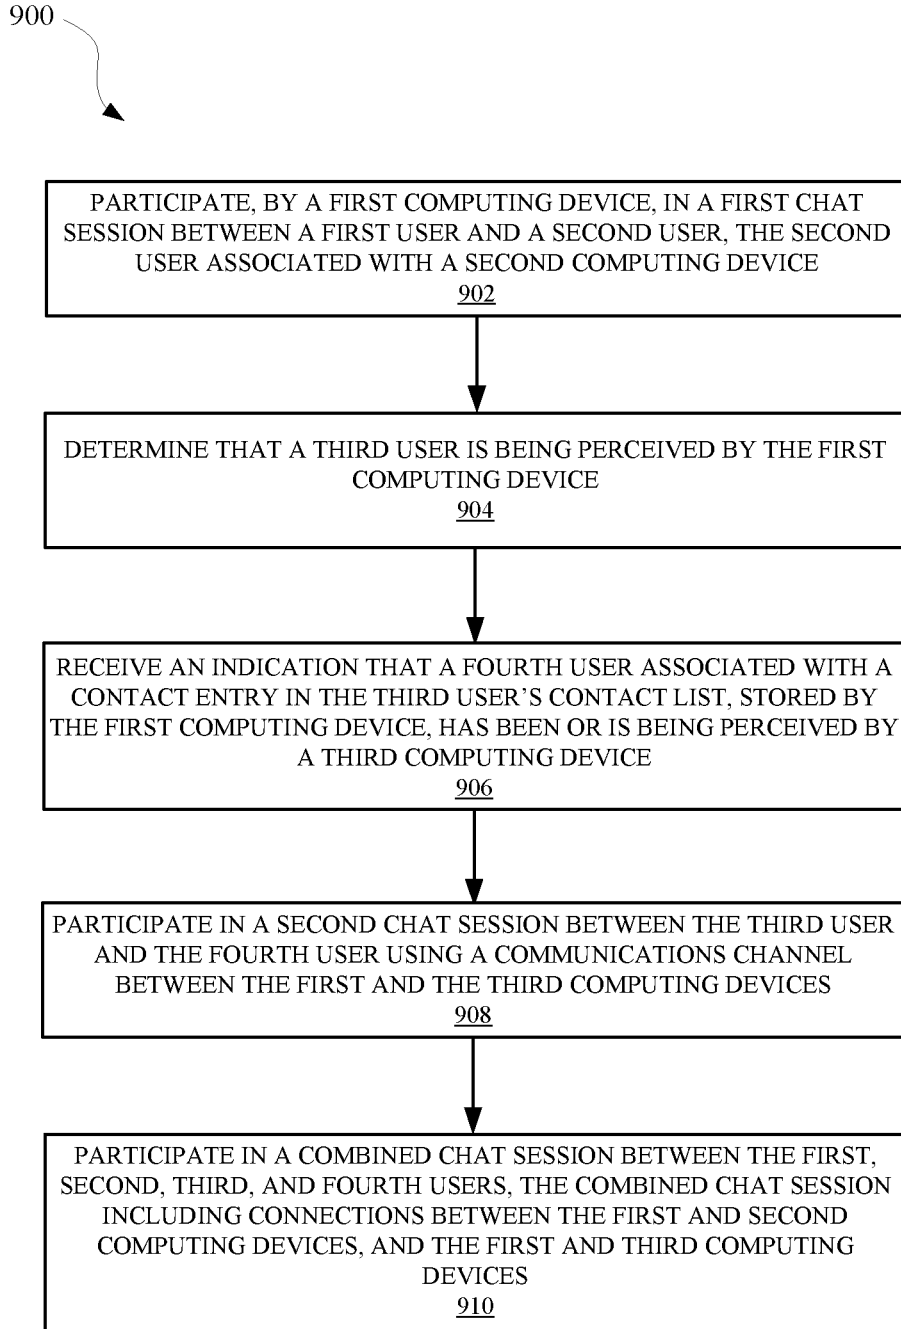 900
PARTICIPATE, BY A FIRST COMPUTING DEVICE, IN A FIRST CHAT
SESSION BETWEEN A FIRST USER AND A SECOND USER, THE SECOND
USER ASSOCIATED WITH A SECOND COMPUTING DEVICE
902
DETERMINE THAT A THIRD USER IS BEING PERCEIVED BY THE FIRST
COMPUTING DEVICE
904
RECEIVE AN INDICATION THAT A FOURTH USER ASSOCIATED WITH A
CONTACT ENTRY IN THE THIRD USER'S CONTACT LIST, STORED BY
THE FIRST COMPUTING DEVICE, HAS BEEN OR IS BEING PERCEIVED BY
A THIRD COMPUTING DEVICE
906
PARTICIPATE IN A SECOND CHAT SESSION BETWEEN THE THIRD USER
AND THE FOURTH USER USING A COMMUNICATIONS CHANNEL
BETWEEN THE FIRST AND THE THIRD COMPUTING DEVICES
908
PARTICIPATE IN A COMBINED CHAT SESSION BETWEEN THE FIRST,
SECOND, THIRD, AND FOURTH USERS, THE COMBINED CHAT SESSION
INCLUDING CONNECTIONS BETWEEN THE FIRST AND SECOND
COMPUTING DEVICES, AND THE FIRST AND THIRD COMPUTING
DEVICES
910